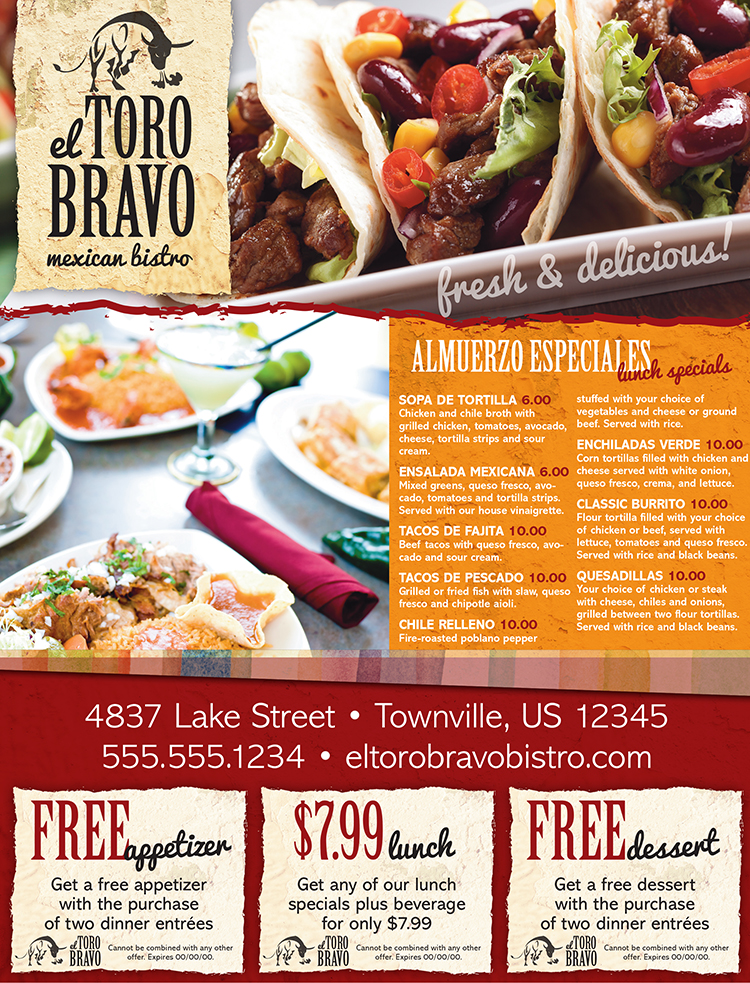 el TORO
BRAVO
mexican bistro
fresh & delicious!
ALMUERZO ESPECIALES
lunch specials
SOPA DE TORTILLA 6.00
Chicken and chile broth with
grilled chicken, tomatoes, avocado,
cheese, tortilla strips and sour
cream.
ENSALADA MEXICANA 6.00
Mixed greens, queso fresco, avo-
cado, tomatoes and tortilla strips.
Served with our house vinaigrette.
TACOS DE FAJITA 10.00
Beef tacos with queso fresco, avo-
cado and sour cream.
TACOS DE PESCADO 10.00
Grilled or fried fish with slaw, queso
fresco and chipotle aioli.
CHILE RELLENO 10.00
Fire-roasted poblano pepper
stuffed with your choice of
vegetables and cheese or ground
beef. Served with rice.
ENCHILADAS VERDE 10.00
Corn tortillas filled with chicken and
cheese served with white onion,
queso fresco, crema, and lettuce.
CLASSIC BURRITO 10.00
Flour tortilla filled with your choice
of chicken or beef, served with
lettuce, tomatoes and queso fresco.
Served with rice and black beans.
QUESADILLAS 10.00
Your choice of chicken or steak
with cheese, chiles and onions,
grilled between two flour tortillas.
Served with rice and black beans.
4837 Lake Street • Townville, US 12345
555.555.1234 • eltorobravobistro.com
FREE appetizer
Get a free appetizer
with the purchase
of two dinner entrées
el TORO
BRAVO
Cannot be combined with any other
offer. Expires 00/00/00.
$7.99 lunch
Get any of our lunch
specials plus beverage
for only $7.99
el TORO
BRAVO
Cannot be combined with any other
offer. Expires 00/00/00.
FREE dessert
Get a free dessert
with the purchase
of two dinner entrées
el TORO
BRAVO
Cannot be combined with any other
offer. Expires 00/00/00.